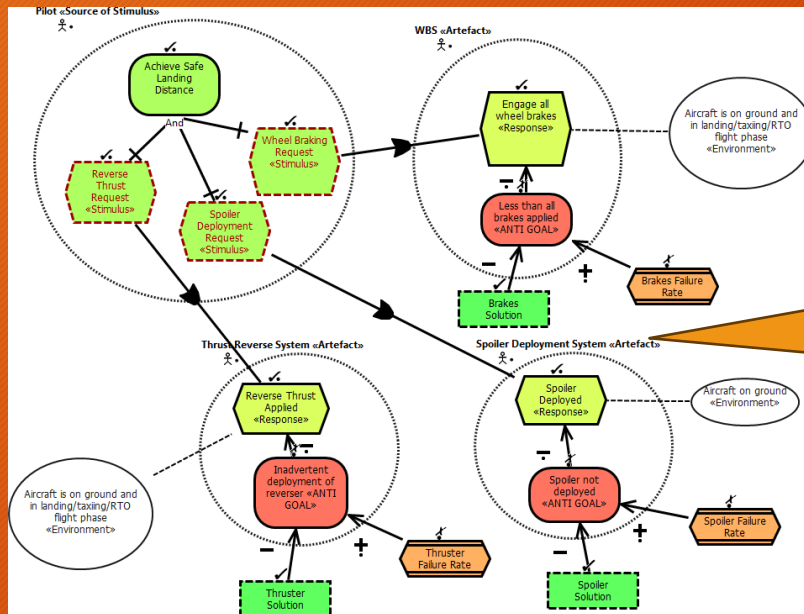 Pilot «Source of Stimulus»
Achieve Safe
Landing
Distance
And
Reverse
Thrust
Request
«Stimulus»
Spoiler
Deployment
Request
«Stimulus»
Wheel Braking
Request
«Stimulus»
WBS «Artefact»
Engage all
wheel brakes
«Response»
Aircraft is on ground and
in landing/taxiing/RTO
flight phase
«Environment»
Less than all
brakes applied
«ANTI GOAL»
Brakes
Solution
Brakes Failure
Rate
Thrust Reverse System «Artefact»
Reverse Thrust
Applied
«Response»
Aircraft is on ground and
in landing/taxiing/RTO
flight phase
«Environment»
Inadvertent
deployment of
reverser «ANTI
GOAL»
Thruster
Failure Rate
Thruster
Solution
Spoiler Deployment System «Artefact»
Spoiler
Deployed
«Response»
Aircraft on ground
«Environment»
Spoiler not
deployed
«ANTI GOAL»
Spoiler Failure
Rate
Spoiler
Solution